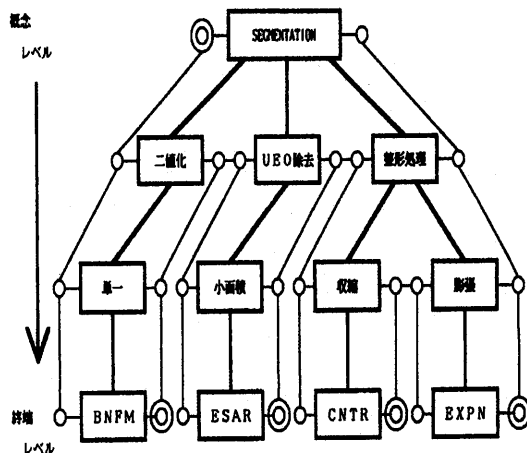 概念
レベル
SEGMENTATION
二値化
UBO除去
整形処理
単一
小面積
収縮
膨張
終端
レベル
BNFM
ESAR
CNTR
EXPN